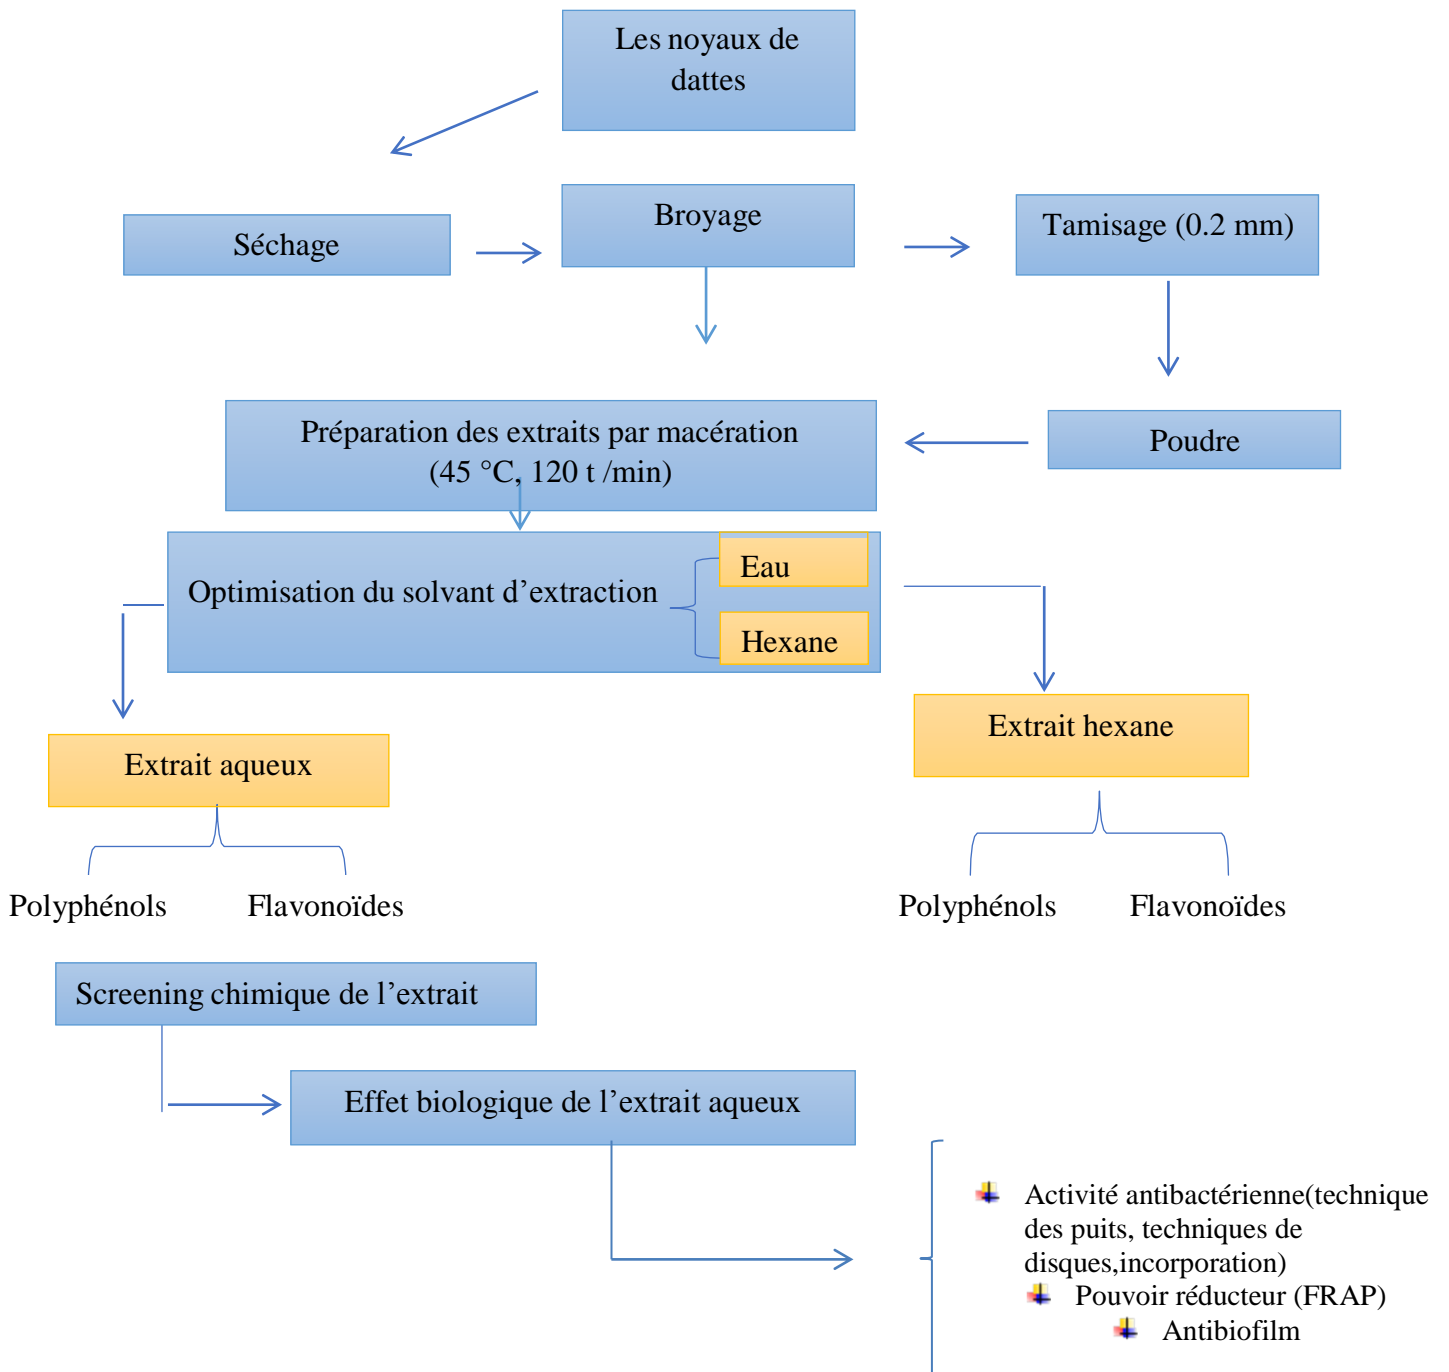 Les noyaux de
dattes
Séchage
Broyage
Tamisage (0.2 mm)
Préparation des extraits par macération
(45 °C, 120 t /min)
Poudre
Optimisation du solvant d’extraction
Eau
Hexane
Extrait aqueux
Extrait hexane
Polyphénols
Flavonoïdes
Polyphénols
Flavonoïdes
Screening chimique de l’extrait
Effet biologique de l’extrait aqueux
Activité antibactérienne(technique
des puits, techniques de
disques,incorporation)
Pouvoir réducteur (FRAP)
Antibiofilm